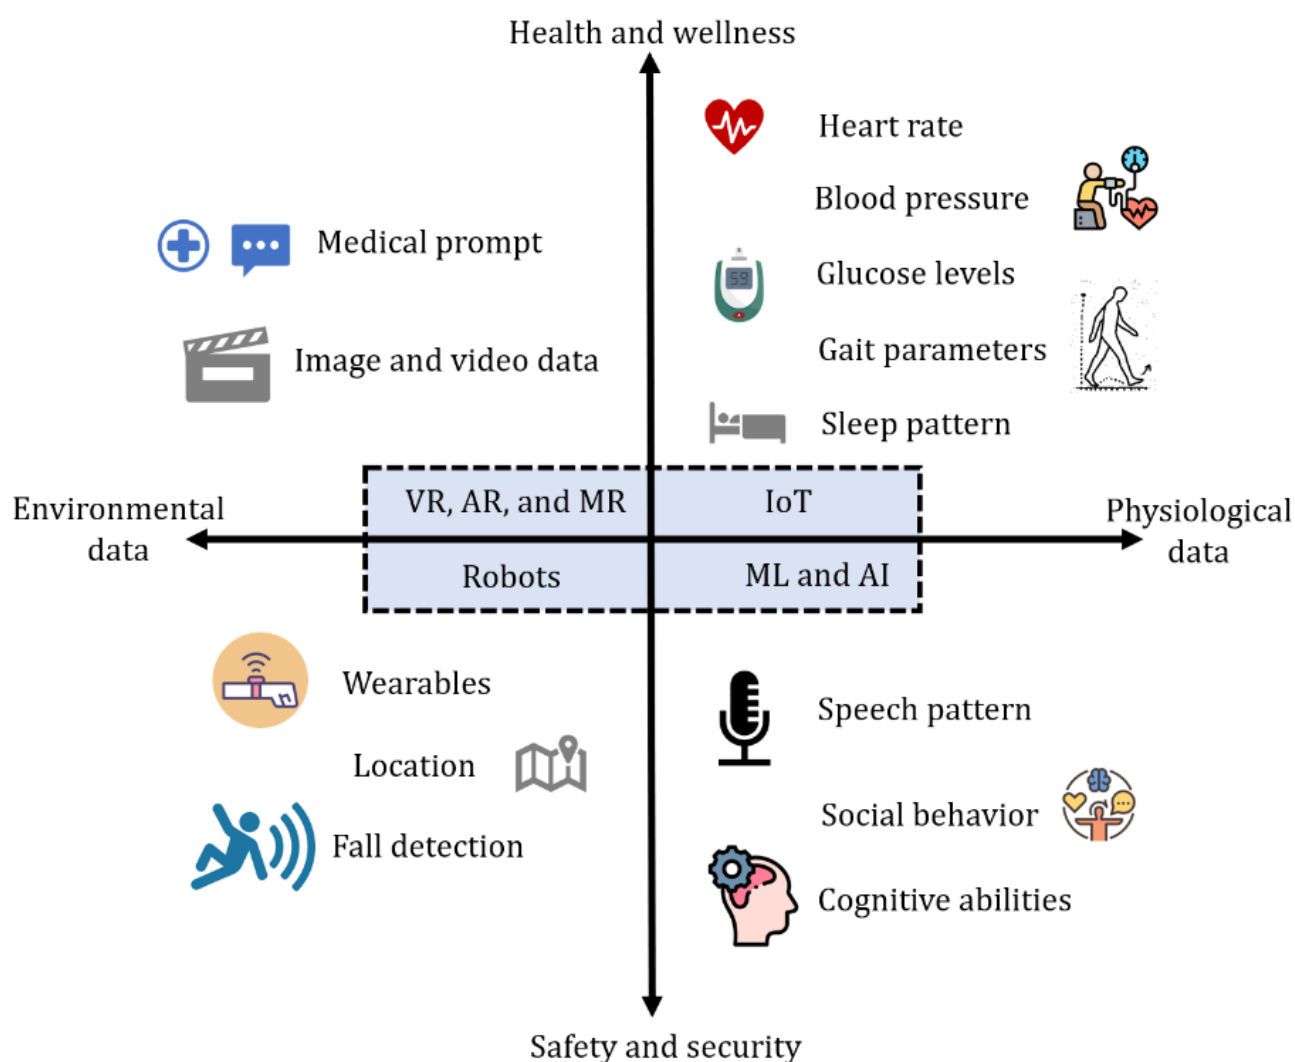 Health and wellness
Heart rate
Blood pressure
Medical prompt
Glucose levels
59
Image and video data
Gait parameters
Sleep pattern
Environmental
data
VR, AR, and MR
IoT
Physiological
data
Robots
ML and AI
Wearables
Speech pattern
Location
Social behavior
Fall detection
Cognitive abilities
Safety and security